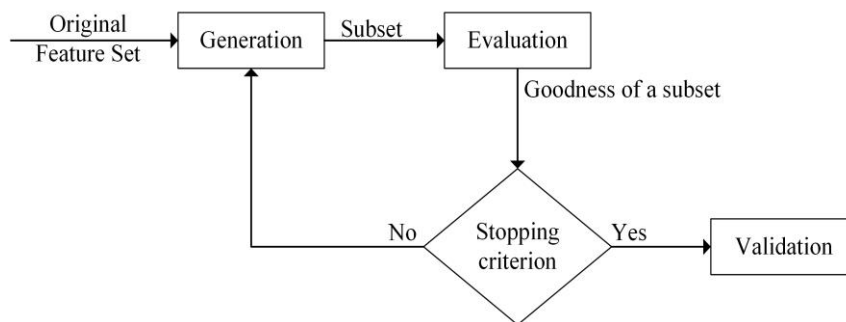 Original
Feature Set
Generation
Subset
Evaluation
Goodness of a subset
No
Stopping
criterion
Yes
Validation